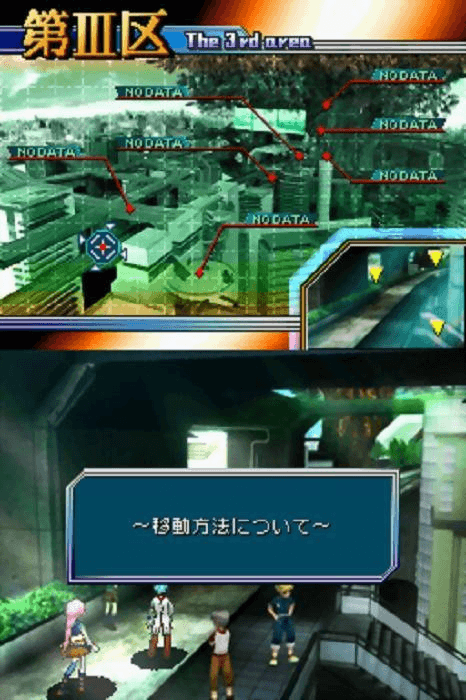 第Ⅲ区
The 3rd area
NODATA
NODATA
NODATA
NODATA
NODATA
NODATA
NODATA
～移動方法について～